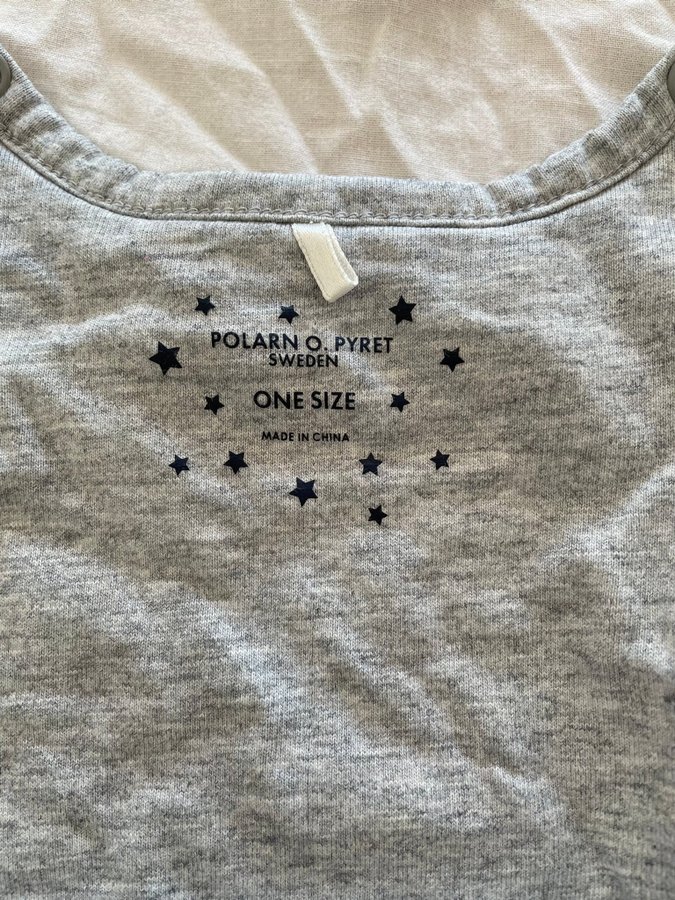 POLARN O. PYRET
SWEDEN
ONE SIZE
MADE IN CHINA